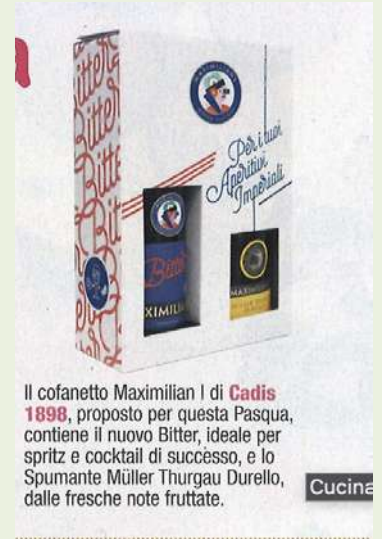 Bitter
Bitter
Bitter
MAXIMILIAN I
Per i tuoi
Aperitivi
Imperiali
Bitter
MAXIMILIAN
Il cofanetto Maximilian I di Cadis
1898, proposto per questa Pasqua,
contiene il nuovo Bitter, ideale per
spritz e cocktail di successo, e lo
Spumante Müller Thurgau Durello,
dalle fresche note fruttate.
Cucina